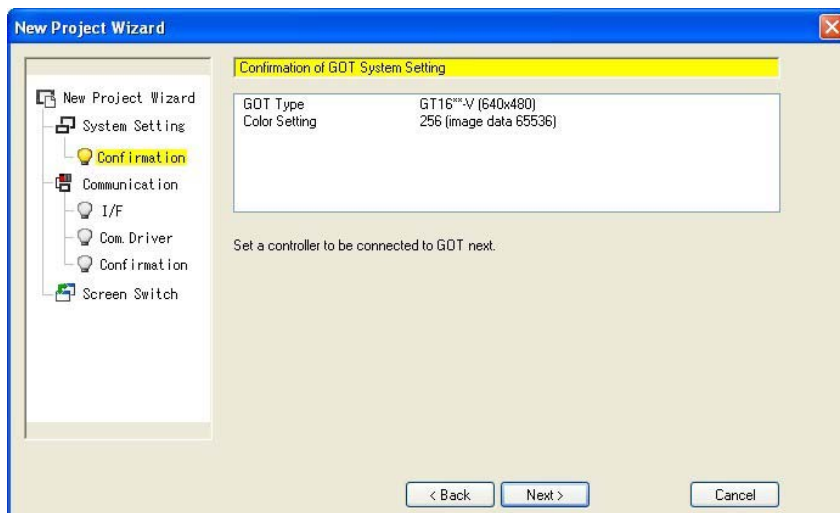 New Project Wizard
New Project Wizard
System Setting
Confirmation
Communication
I/F
Com. Driver
Confirmation
Screen Switch
Confirmation of GOT System Setting
GOT Type GT16**-V (640x480)
Color Setting 256 (image data 65536)
Set a controller to be connected to GOT next.
< Back Next > Cancel